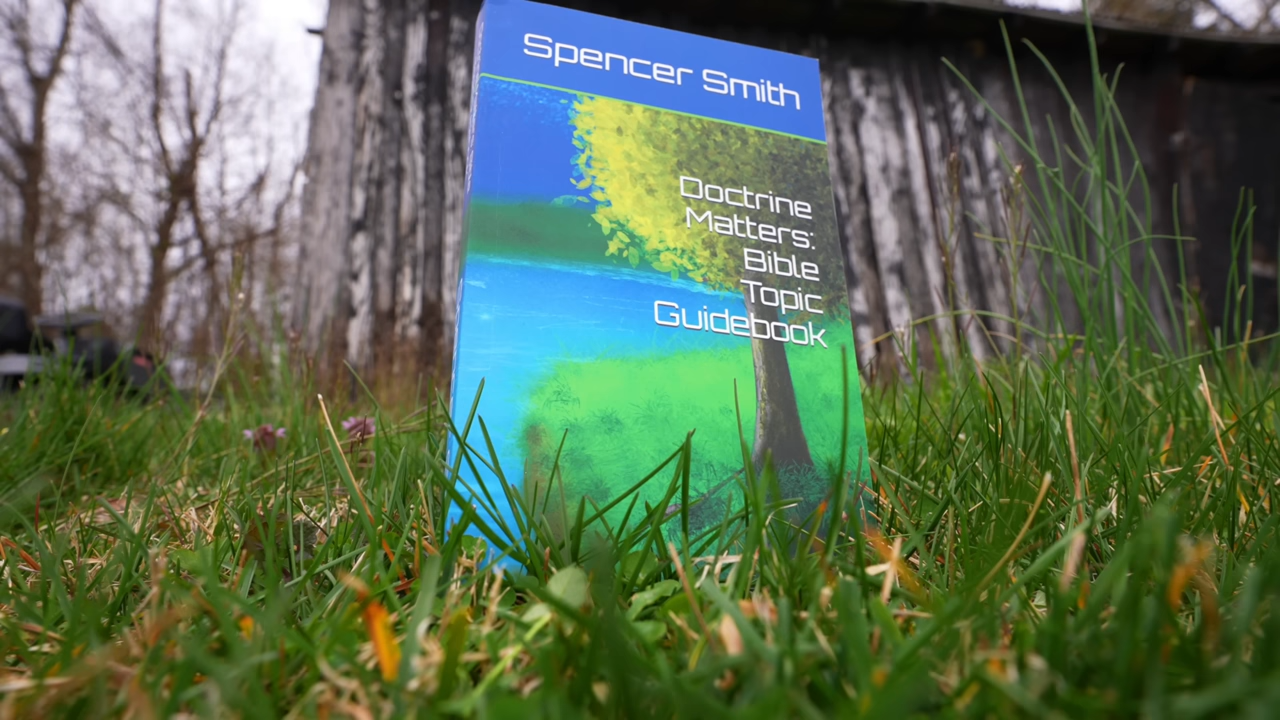 Spencer Smith
Doctrine
Matters:
Bible
Topic
Guidebook